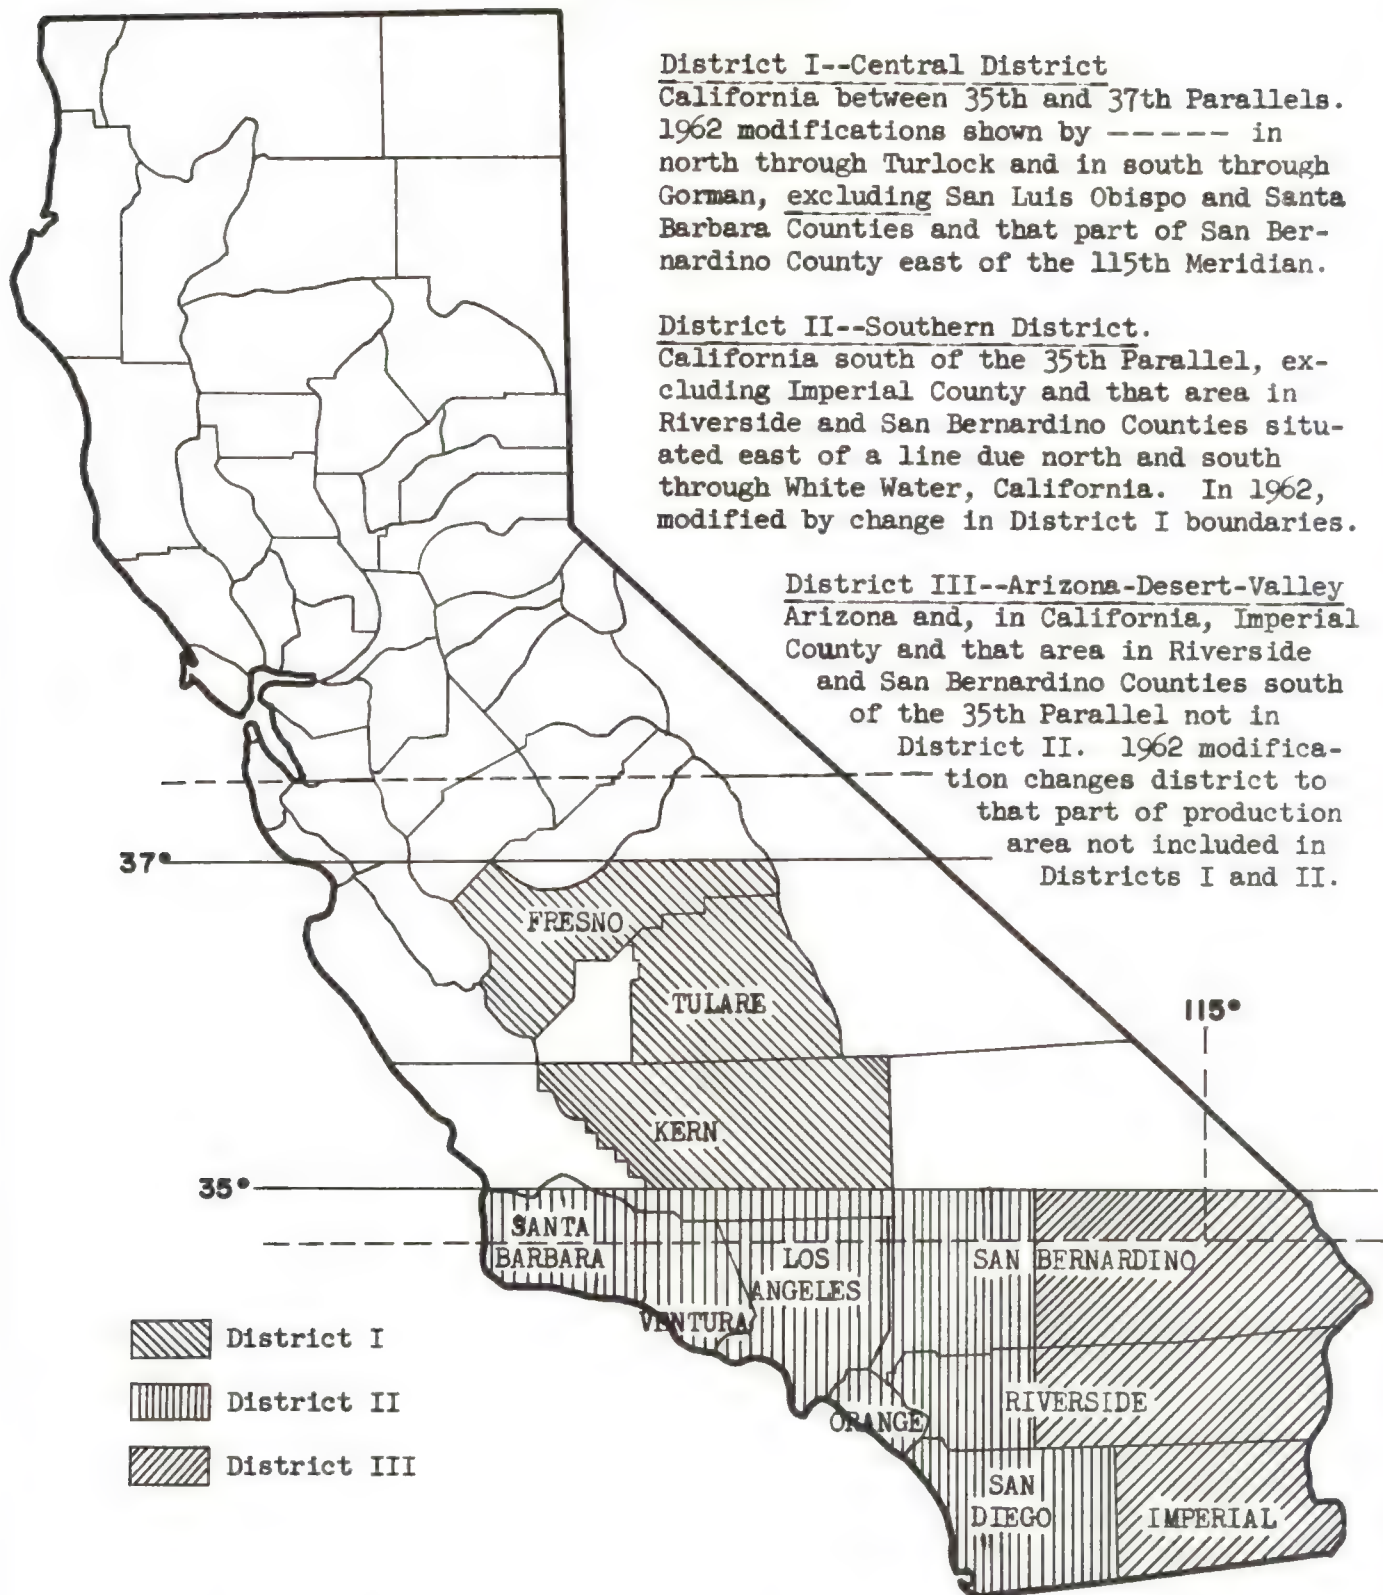 District I--Central District
California between 35th and 37th Parallels.
1962 modifications shown by ----- in
north through Turlock and in south through
Gorman, excluding San Luis Obispo and Santa
Barbara Counties and that part of San Ber-
nardino County east of the 115th Meridian.
District II--Southern District.
California south of the 35th Parallel, ex-
cluding Imperial County and that area in
Riverside and San Bernardino Counties situ-
ated east of a line due north and south
through White Water, California. In 1962,
modified by change in District I boundaries.
District III--Arizona-Desert-Valley
Arizona and, in California, Imperial
County and that area in Riverside
and San Bernardino Counties south
of the 35th Parallel not in
District II. 1962 modifica-
tion changes district to
that part of production
area not included in
Districts I and II.
37°
FRESNO
TULARE
115°
KERN
35°
SANTA
BARBARA
LOS
ANGELES
SAN BERNARDINO
VENTURA
District I
District II
District III
RIVERSIDE
ORANGE
SAN
DIEGO
IMPERIAL